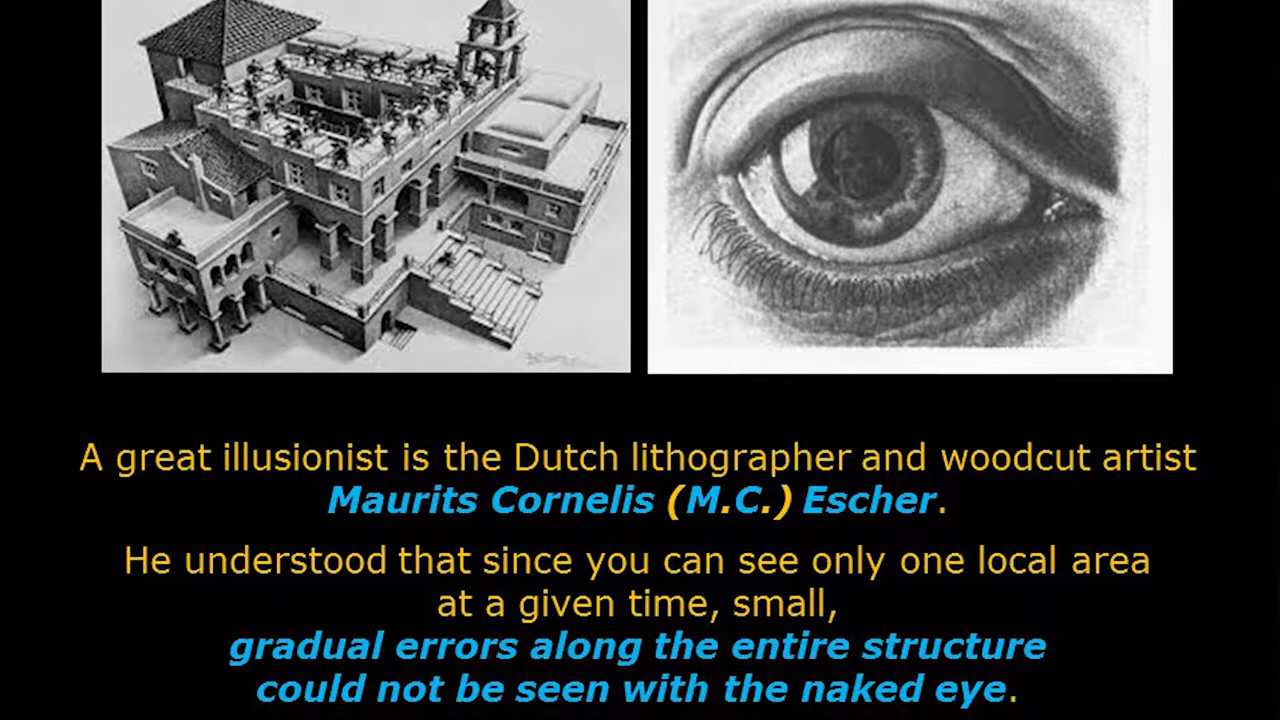 A great illusionist is the Dutch lithographer and woodcut artist
Maurits Cornelis (M.C.) Escher.
He understood that since you can see only one local area
at a given time, small,
gradual errors along the entire structure
could not be seen with the naked eye.